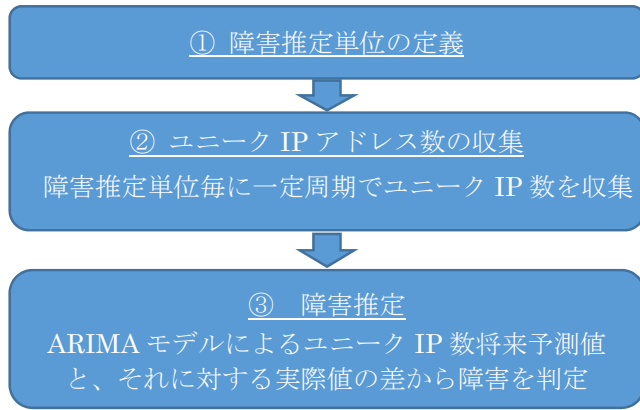 ① 障害推定単位の定義
② ユニーク IP アドレス数の収集
障害推定単位毎に一定周期でユニーク IP 数を収集
③　障害推定
ARIMA モデルによるユニーク IP 数将来予測値
と、それに対する実際値の差から障害を判定